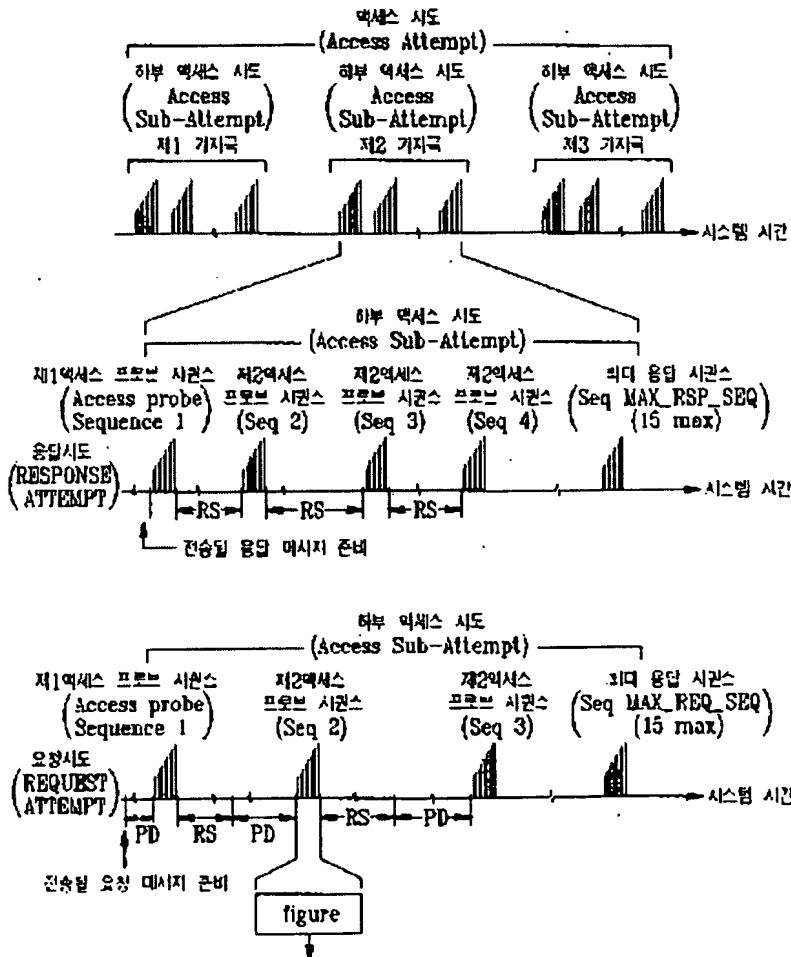 액세스 시도
(Access Attempt)
하부 액세스 시도
(Access
Sub-Attempt)
제1 기지국
하부 액세스 시도
(Access
Sub-Attempt)
제2 기지국
하부 액세스 시도
(Access
Sub-Attempt)
제3 기지국
시스템 시간
하부 액세스 시도
(Access Sub-Attempt)
제1액세스 프로브 시퀀스
(Access probe
Sequence 1)
제2액세스
프로브 시퀀스
(Seq 2)
제2액세스
프로브 시퀀스
(Seq 3)
제2액세스
프로브 시퀀스
(Seq 4)
최대 응답 시퀀스
(Seq MAX_RSP_SEQ
(15 max)
응답시도
(RESPONSE
ATTEMPT)
시스템 시간
RS
RS
RS
전송될 응답 메시지 준비
하부 액세스 시도
(Access Sub-Attempt)
제1액세스 프로브 시퀀스
(Access probe
Sequence 1)
제2액세스
프로브 시퀀스
(Seq 2)
제2액세스
프로브 시퀀스
(Seq 3)
최대 응답 시퀀스
(Seq MAX_REQ_SEQ
(15 max)
요청시도
(REQUEST
ATTEMPT)
시스템 시간
PD
RS
PD
RS
PD
전송될 요청 메시지 준비
figure